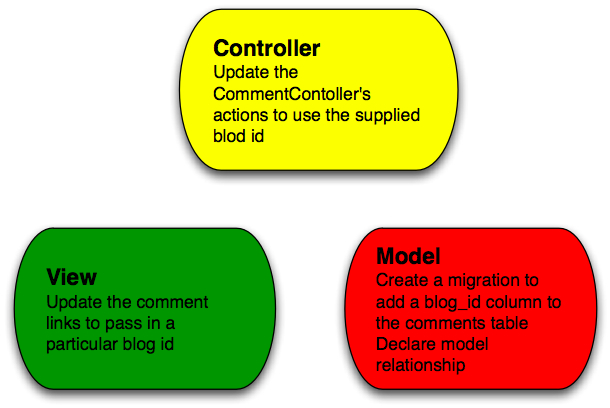 Controller
Update the
CommentContoller's
actions to use the supplied
blod id
View
Update the comment
links to pass in a
particular blog id
Model
Create a migration to
add a blog_id column to
the comments table
Declare model
relationship